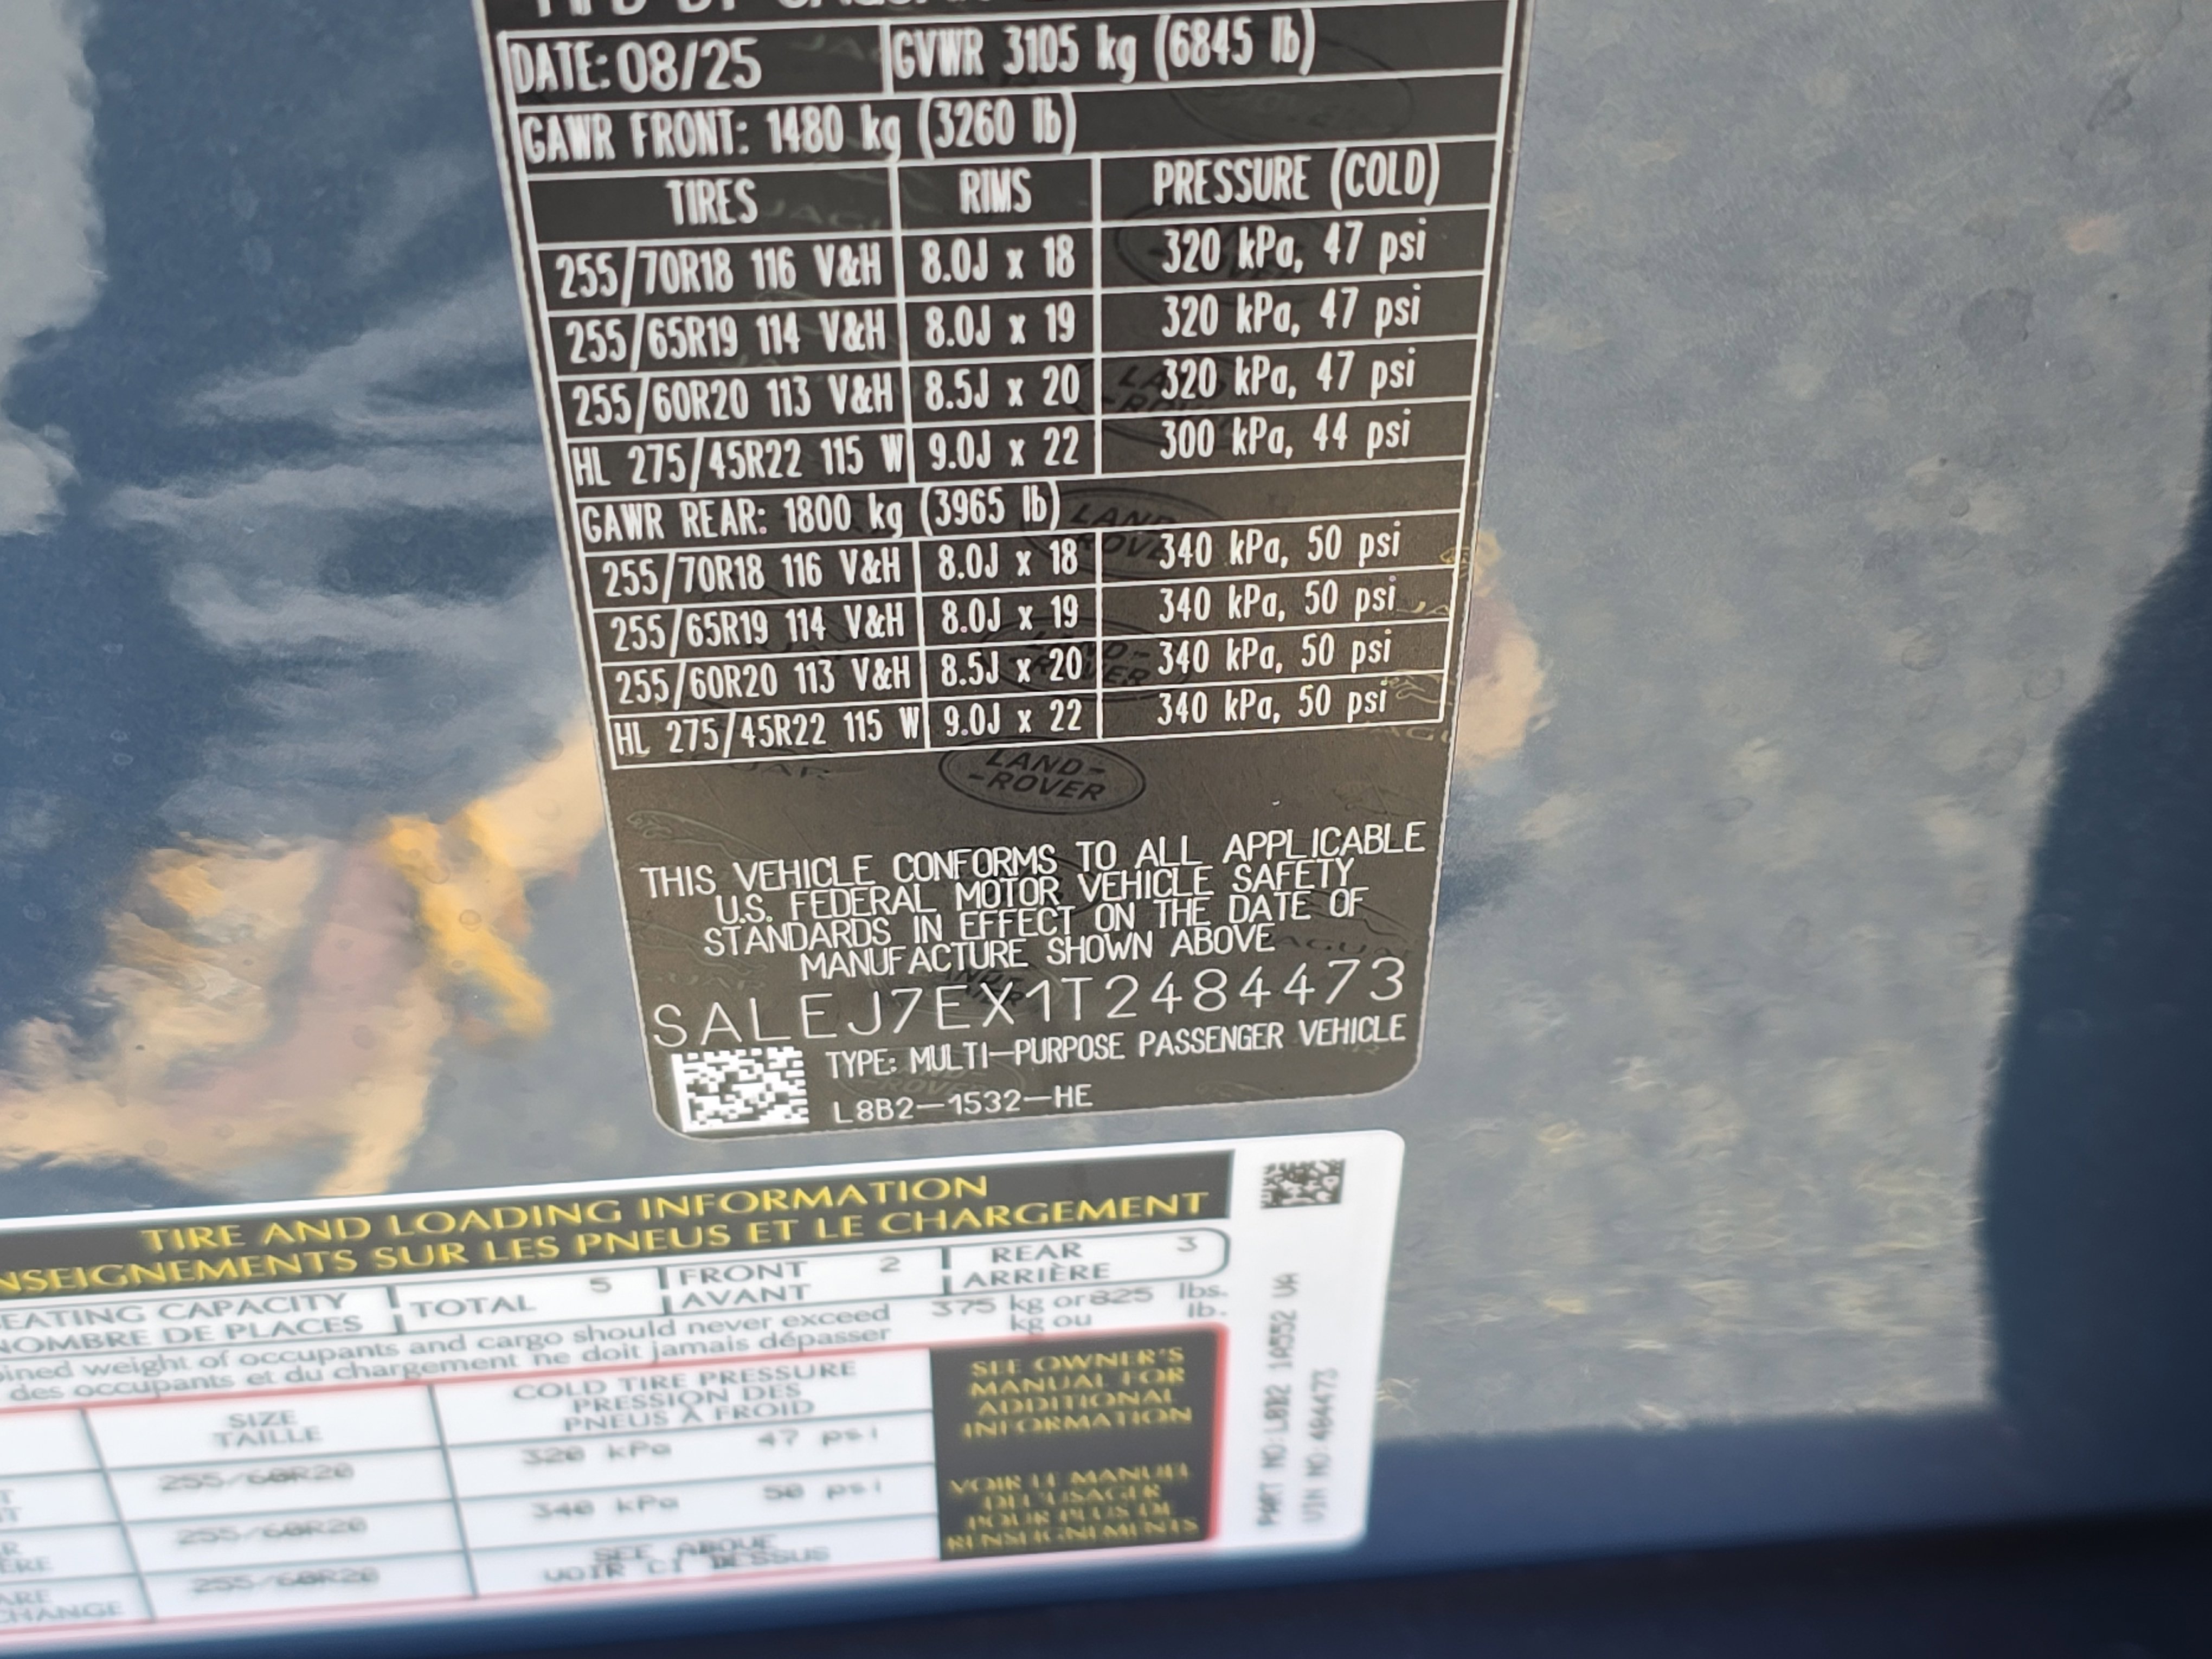 DATE: 08/25 GVWR 3105 kg (6845 lb)
GAWR FRONT: 1480 kg (3260 lb)
TIRES RIMS PRESSURE (COLD)
255/70R18 116 V&H 8.0J x 18 320 kPa, 47 psi
255/65R19 114 V&H 8.0J x 19 320 kPa, 47 psi
255/60R20 113 V&H 8.5J x 20 320 kPa, 47 psi
HL 275/45R22 115 W 9.0J x 22 300 kPa, 44 psi
GAWR REAR: 1800 kg (3965 lb)
255/70R18 116 V&H 8.0J x 18 340 kPa, 50 psi
255/65R19 114 V&H 8.0J x 19 340 kPa, 50 psi
255/60R20 113 V&H 8.5J x 20 340 kPa, 50 psi
HL 275/45R22 115 W 9.0J x 22 340 kPa, 50 psi
LAND-
-ROVER
THIS VEHICLE CONFORMS TO ALL APPLICABLE
U.S. FEDERAL MOTOR VEHICLE SAFETY
STANDARDS IN EFFECT ON THE DATE OF
MANUFACTURE SHOWN ABOVE
SALEJ7EX1T2484473
TYPE: MULTI-PURPOSE PASSENGER VEHICLE
L8B2-1532-HE
TIRE AND LOADING INFORMATION
NSEIGNEMENTS SUR LES PNEUS ET LE CHARGEMENT
EATING CAPACITY TOTAL 5 FRONT 2 REAR 3
NOMBRE DE PLACES AVANT ARRIÈRE
ined weight of occupants and cargo should never exceed 375 kg or 825 lbs.
des occupants et du chargement ne doit jamais dépasser kg ou lb.
SIZE
TAILLE
COLD TIRE PRESSURE
PRESSION DES
PNEUS À FROID
255/60R20 320 kPa 47 psi
255/60R20 340 kPa 50 psi
255/60R20 SEE ABOVE
VOIR CI DESSUS
CHANGE
SEE OWNER'S
MANUAL FOR
ADDITIONAL
INFORMATION
VOIR LE MANUEL
DE L'USAGER
POUR PLUS DE
RENSEIGNEMENTS
PART NO:L8B2 1A552 UA
VIN NO:484473